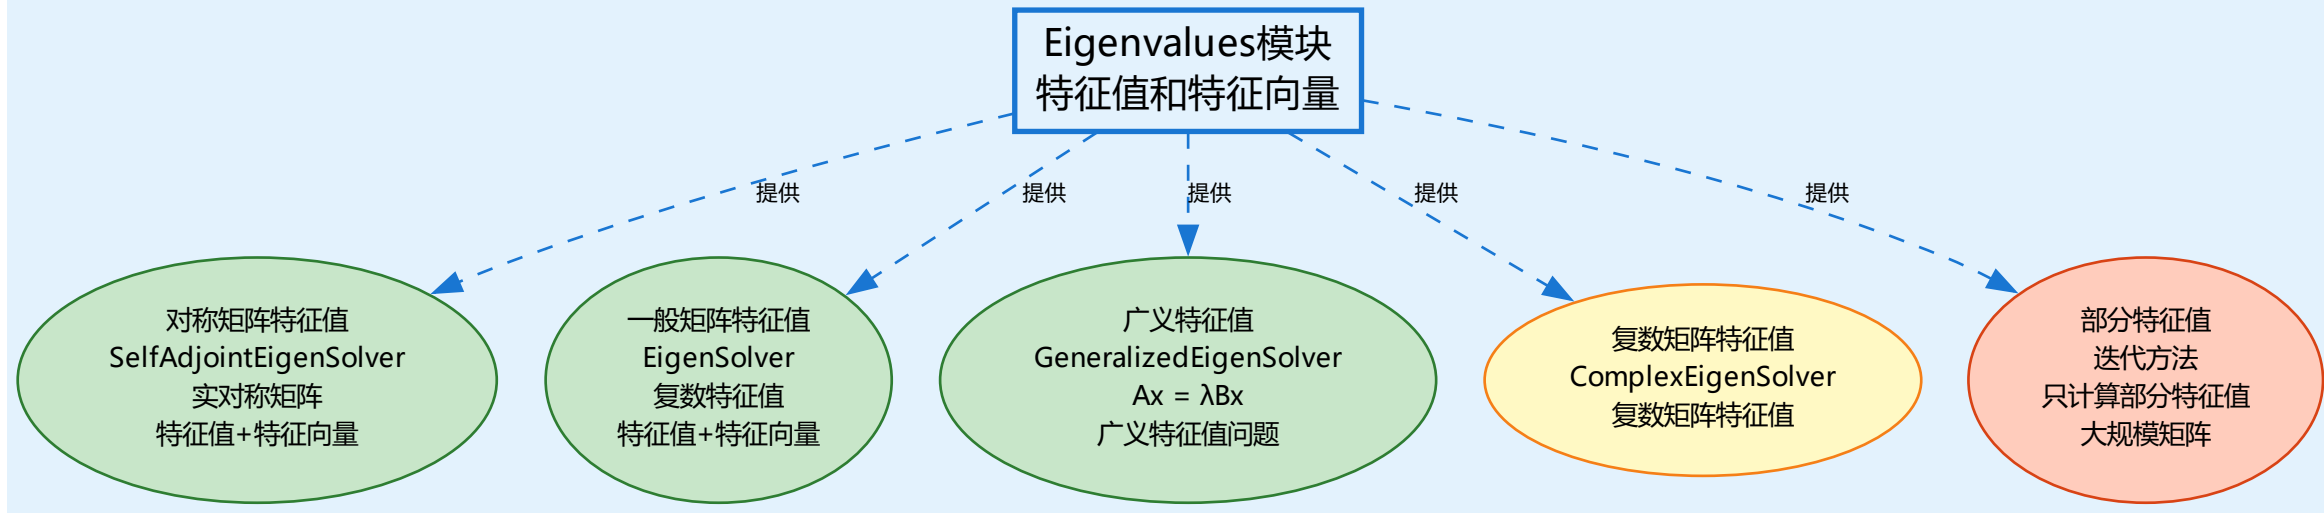 Eigenvalues模块
特征值和特征向量
提供
提供
提供
提供
提供
对称矩阵特征值
SelfAdjointEigenSolver
实对称矩阵
特征值+特征向量
一般矩阵特征值
EigenSolver
复数特征值
特征值+特征向量
广义特征值
GeneralizedEigenSolver
Ax = λBx
广义特征值问题
复数矩阵特征值
ComplexEigenSolver
复数矩阵特征值
部分特征值
迭代方法
只计算部分特征值
大规模矩阵